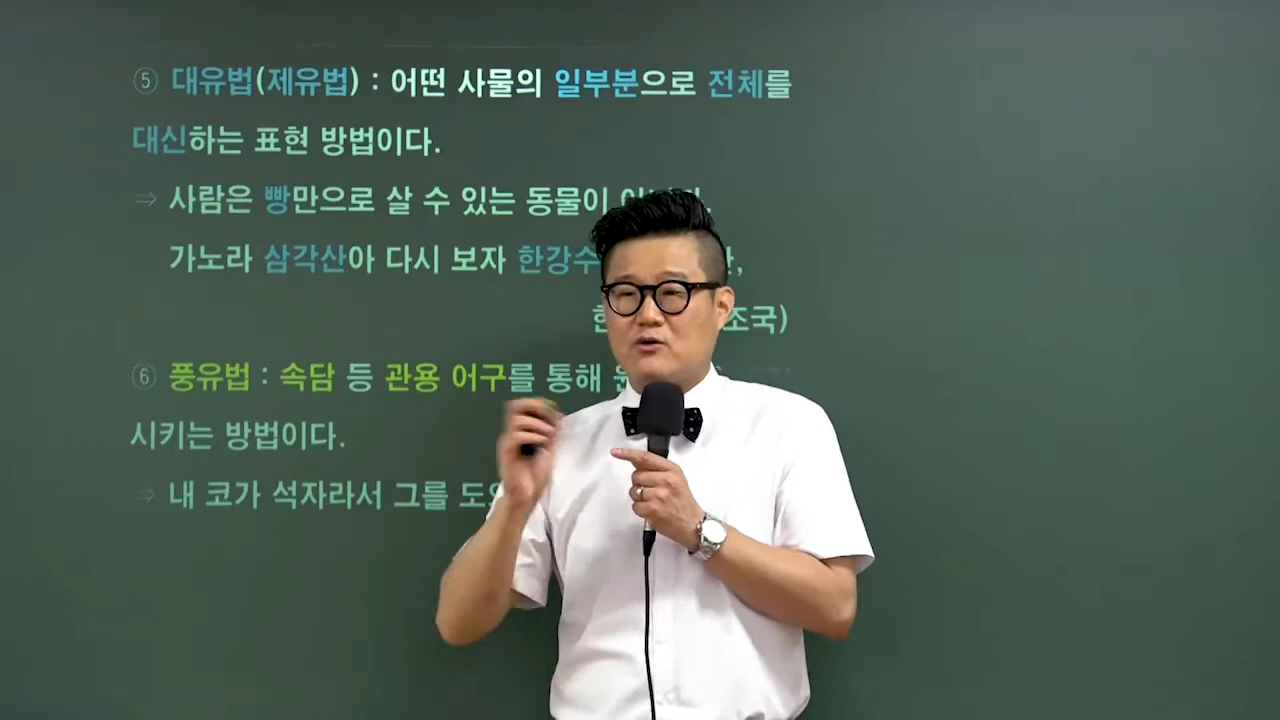 ⑤ 대유법(제유법) : 어떤 사물의 일부분으로 전체를
대신하는 표현 방법이다.
⇒ 사람은 빵만으로 살 수 있는 동물이
가노라 삼각산아 다시 보자 한강수
조국)
⑥ 풍유법 : 속담 등 관용 어구를 통해
시키는 방법이다.
⇒ 내 코가 석자라서 그를